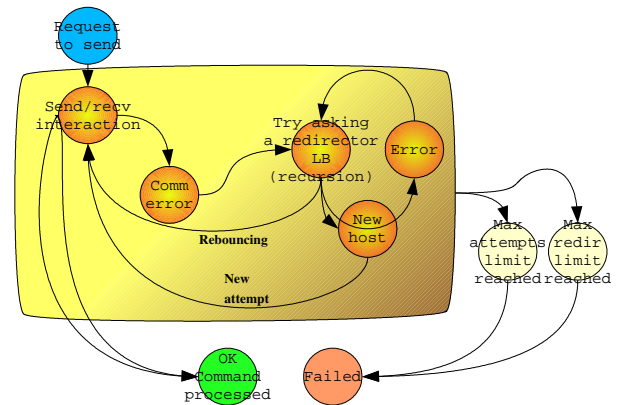 Request
to send
Send/recv
interaction
Try asking
a redirector
LB
(recursion)
Error
Comm
error
New
host
Rebouncing
New
attempt
Max
attempts
limit
reached
Max
redir
limit
reached
OK
Command
processed
Failed